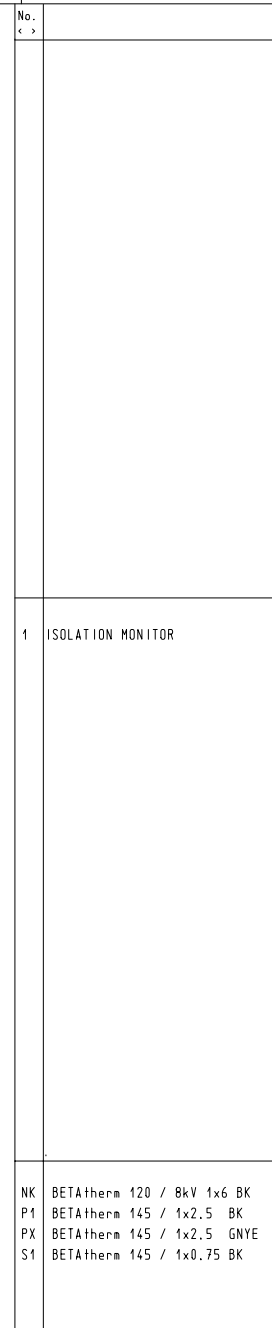 No.
< >
1 ISOLATION MONITOR
NK BETAtherm 120 / 8kV 1x6 BK
P1 BETAtherm 145 / 1x2.5 BK
PX BETAtherm 145 / 1x2.5 GNYE
S1 BETAtherm 145 / 1x0.75 BK